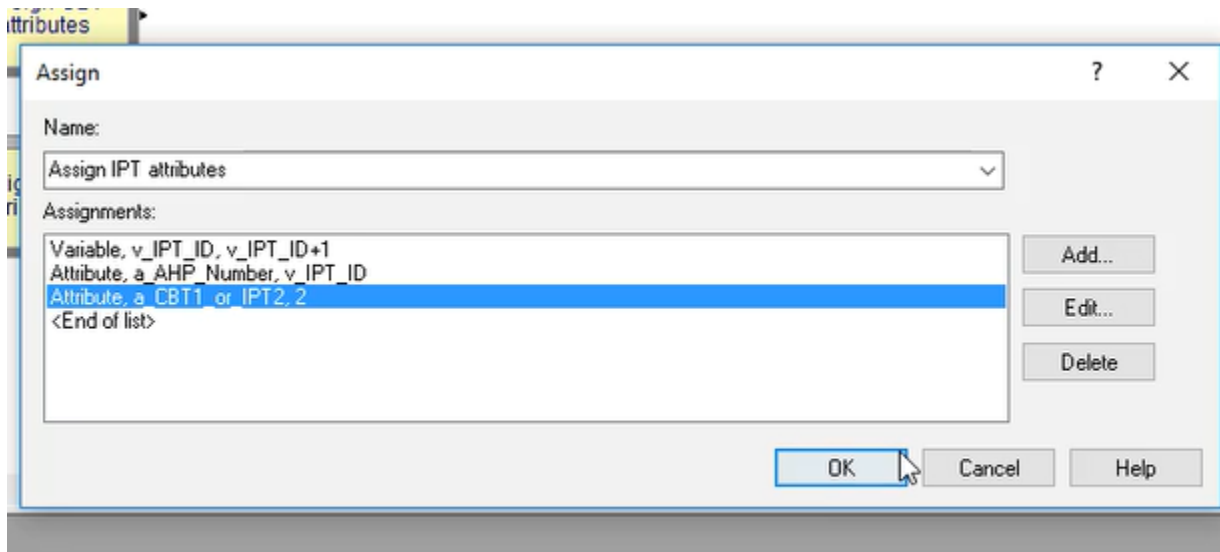 attributes
Assign
?
Name:
Assign IPT attributes
Assignments:
Variable, v_IPT_ID, v_IPT_ID+1
Attribute, a_AHP_Number, v_IPT_ID
Attribute, a_CBT1_or_IPT2, 2
<End of list>
Add...
Edit...
Delete
OK
Cancel
Help